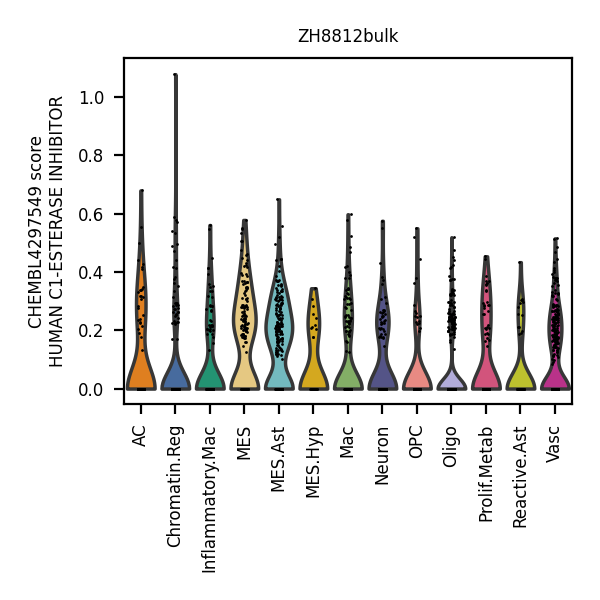 ZH8812bulk
CHEMBL4297549 score
HUMAN C1-ESTERASE INHIBITOR
1.0
0.8
0.6
0.4
0.2
0.0
AC
Chromatin.Reg
Inflammatory.Mac
MES
MES.Ast
MES.Hyp
Mac
Neuron
OPC
Oligo
Prolif.Metab
Reactive.Ast
Vasc